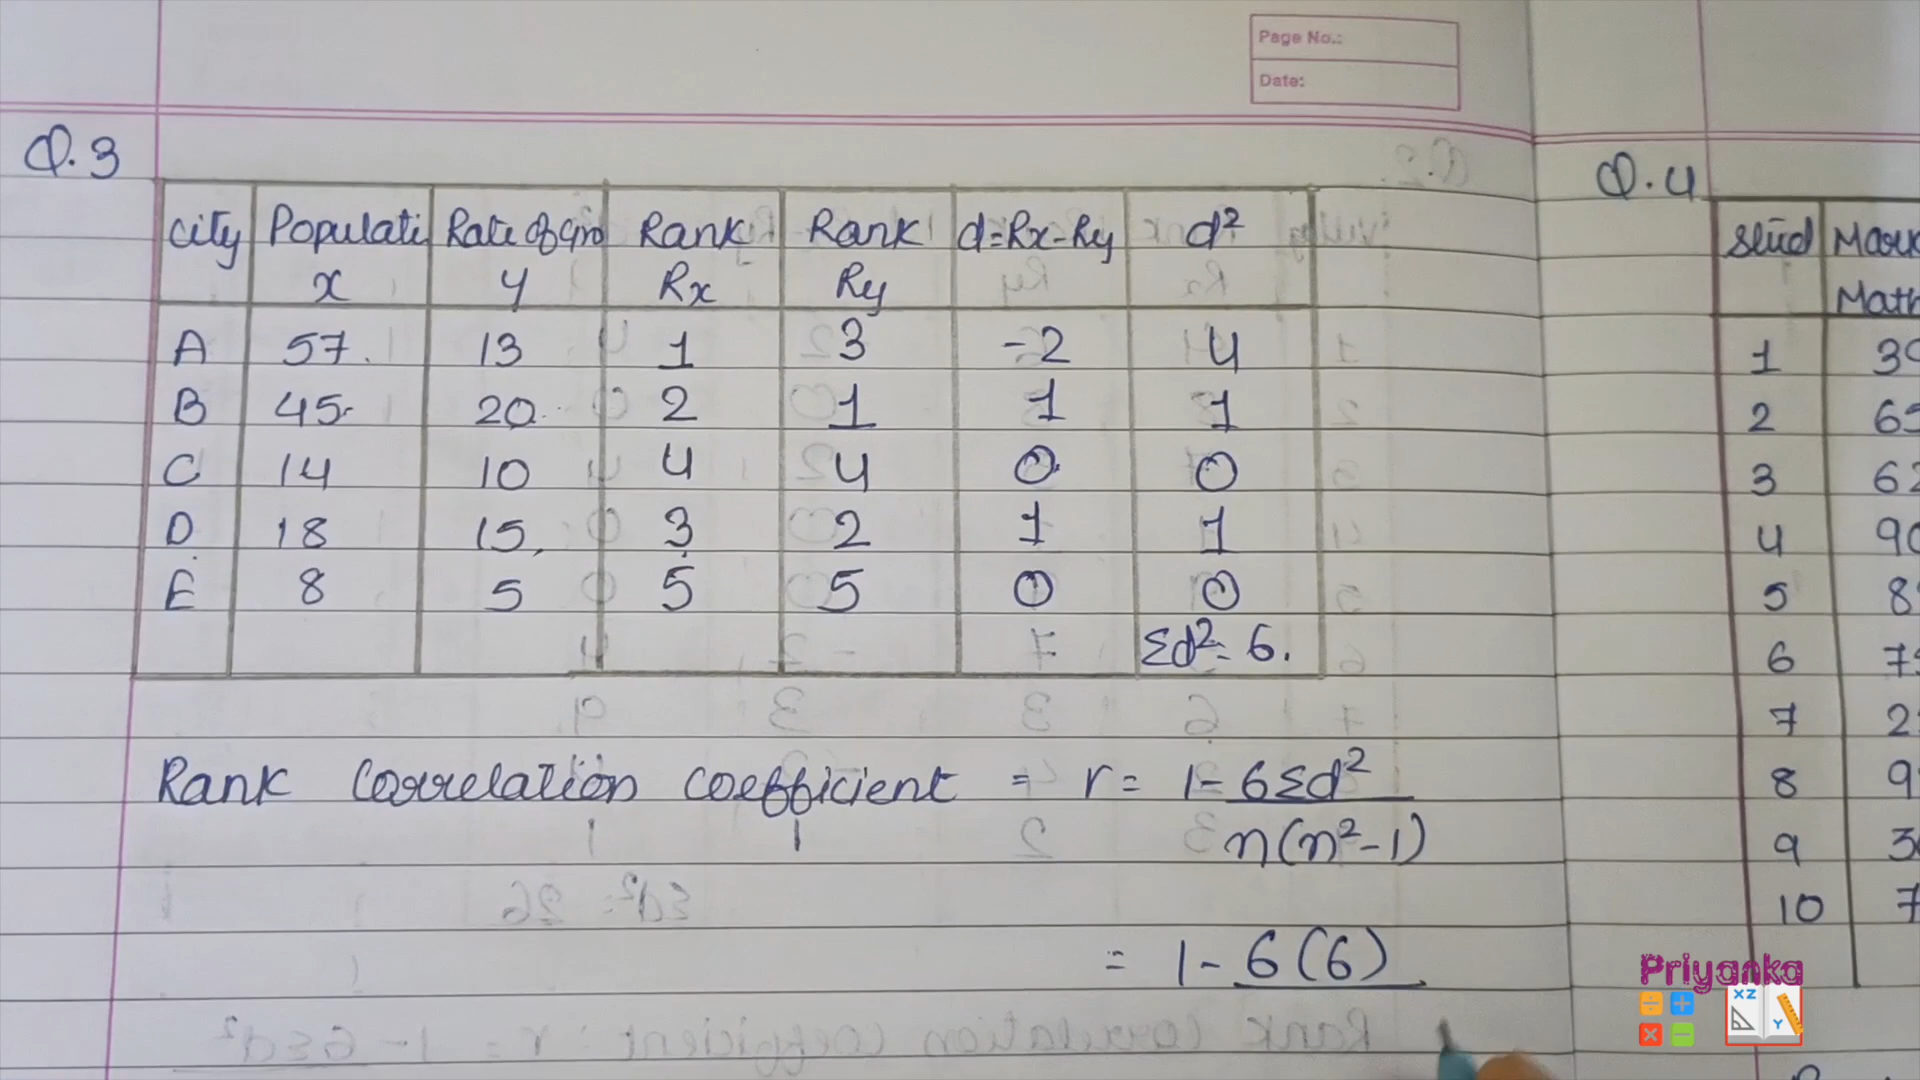 Page No.:
Date:
Q.3
City Populati Rate of Gro Rank Rank d=Rx-Ry d²
x y Rx Ry
A 57 13 1 3 -2 4
B 45 20 2 1 1 1
C 14 10 4 4 0 0
D 18 15 3 2 1 1
E 8 5 5 5 0 0
Σd²= 6.
Rank Correlation coefficient = r = 1- 6Σd²
n(n²-1)
= 1- 6(6)
Q.4
Stud Mark
Math
1
2
3
4
5
6
7
8
9
10
Priyanka
XZ
Y